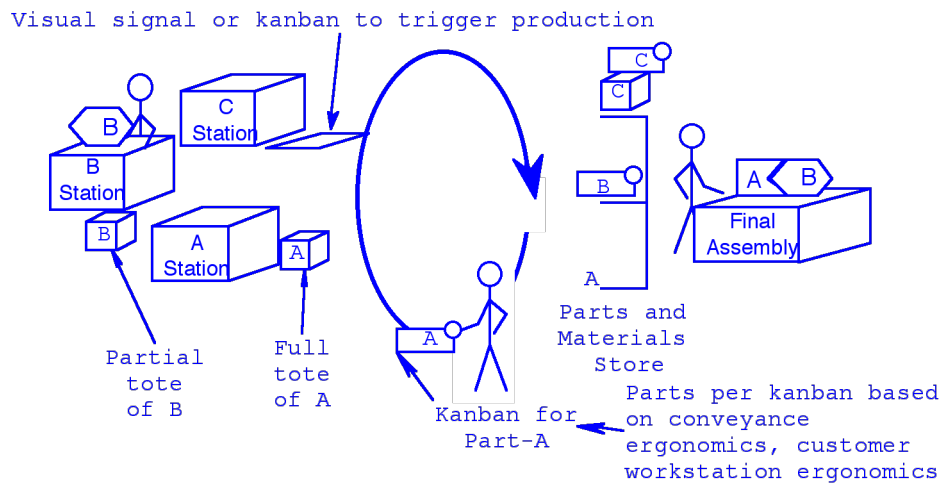 Visual signal or kanban to trigger production
C
C
C
Station
B
B
Station
B
A
Station
A
B
A
A
B
Final
Assembly
A
Parts and
Materials
Store
Partial
tote
of B
Full
tote
of A
Kanban for
Part-A
Parts per kanban based
on conveyance
ergonomics, customer
workstation ergonomics